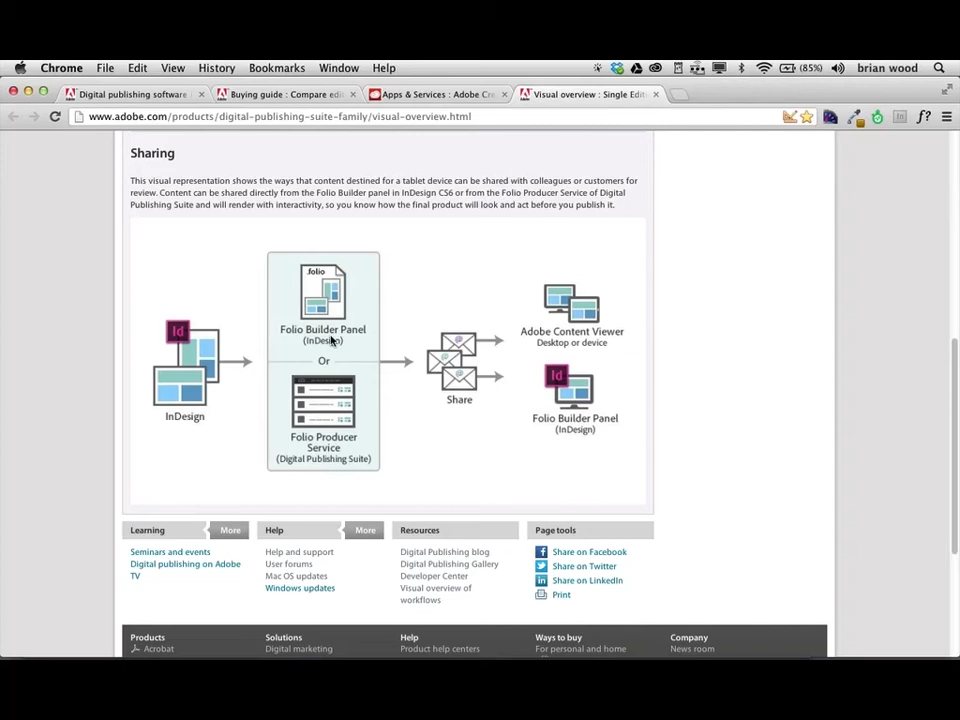 Chrome File Edit View History Bookmarks Window Help (85%) brian wood
Digital publishing software Buying guide : Compare edi Apps & Services : Adobe Cre Visual overview : Single Edit
www.adobe.com/products/digital-publishing-suite-family/visual-overview.html
Sharing
This visual representation shows the ways that content destined for a tablet device can be shared with colleagues or customers for
review. Content can be shared directly from the Folio Builder panel in InDesign CS6 or from the Folio Producer Service of Digital
Publishing Suite and will render with interactivity, so you know how the final product will look and act before you publish it.
Id
InDesign
.folio
Folio Builder Panel
(InDesign)
Or
Folio Producer
Service
(Digital Publishing Suite)
Share
Adobe Content Viewer
Desktop or device
Id
Folio Builder Panel
(InDesign)
Learning More
Seminars and events
Digital publishing on Adobe
TV
Help More
Help and support
User forums
Mac OS updates
Windows updates
Resources
Digital Publishing blog
Digital Publishing Gallery
Developer Center
Visual overview of
workflows
Page tools
Share on Facebook
Share on Twitter
Share on LinkedIn
Print
Products Solutions Help Ways to buy Company
Acrobat Digital marketing Product help centers For personal and home News room